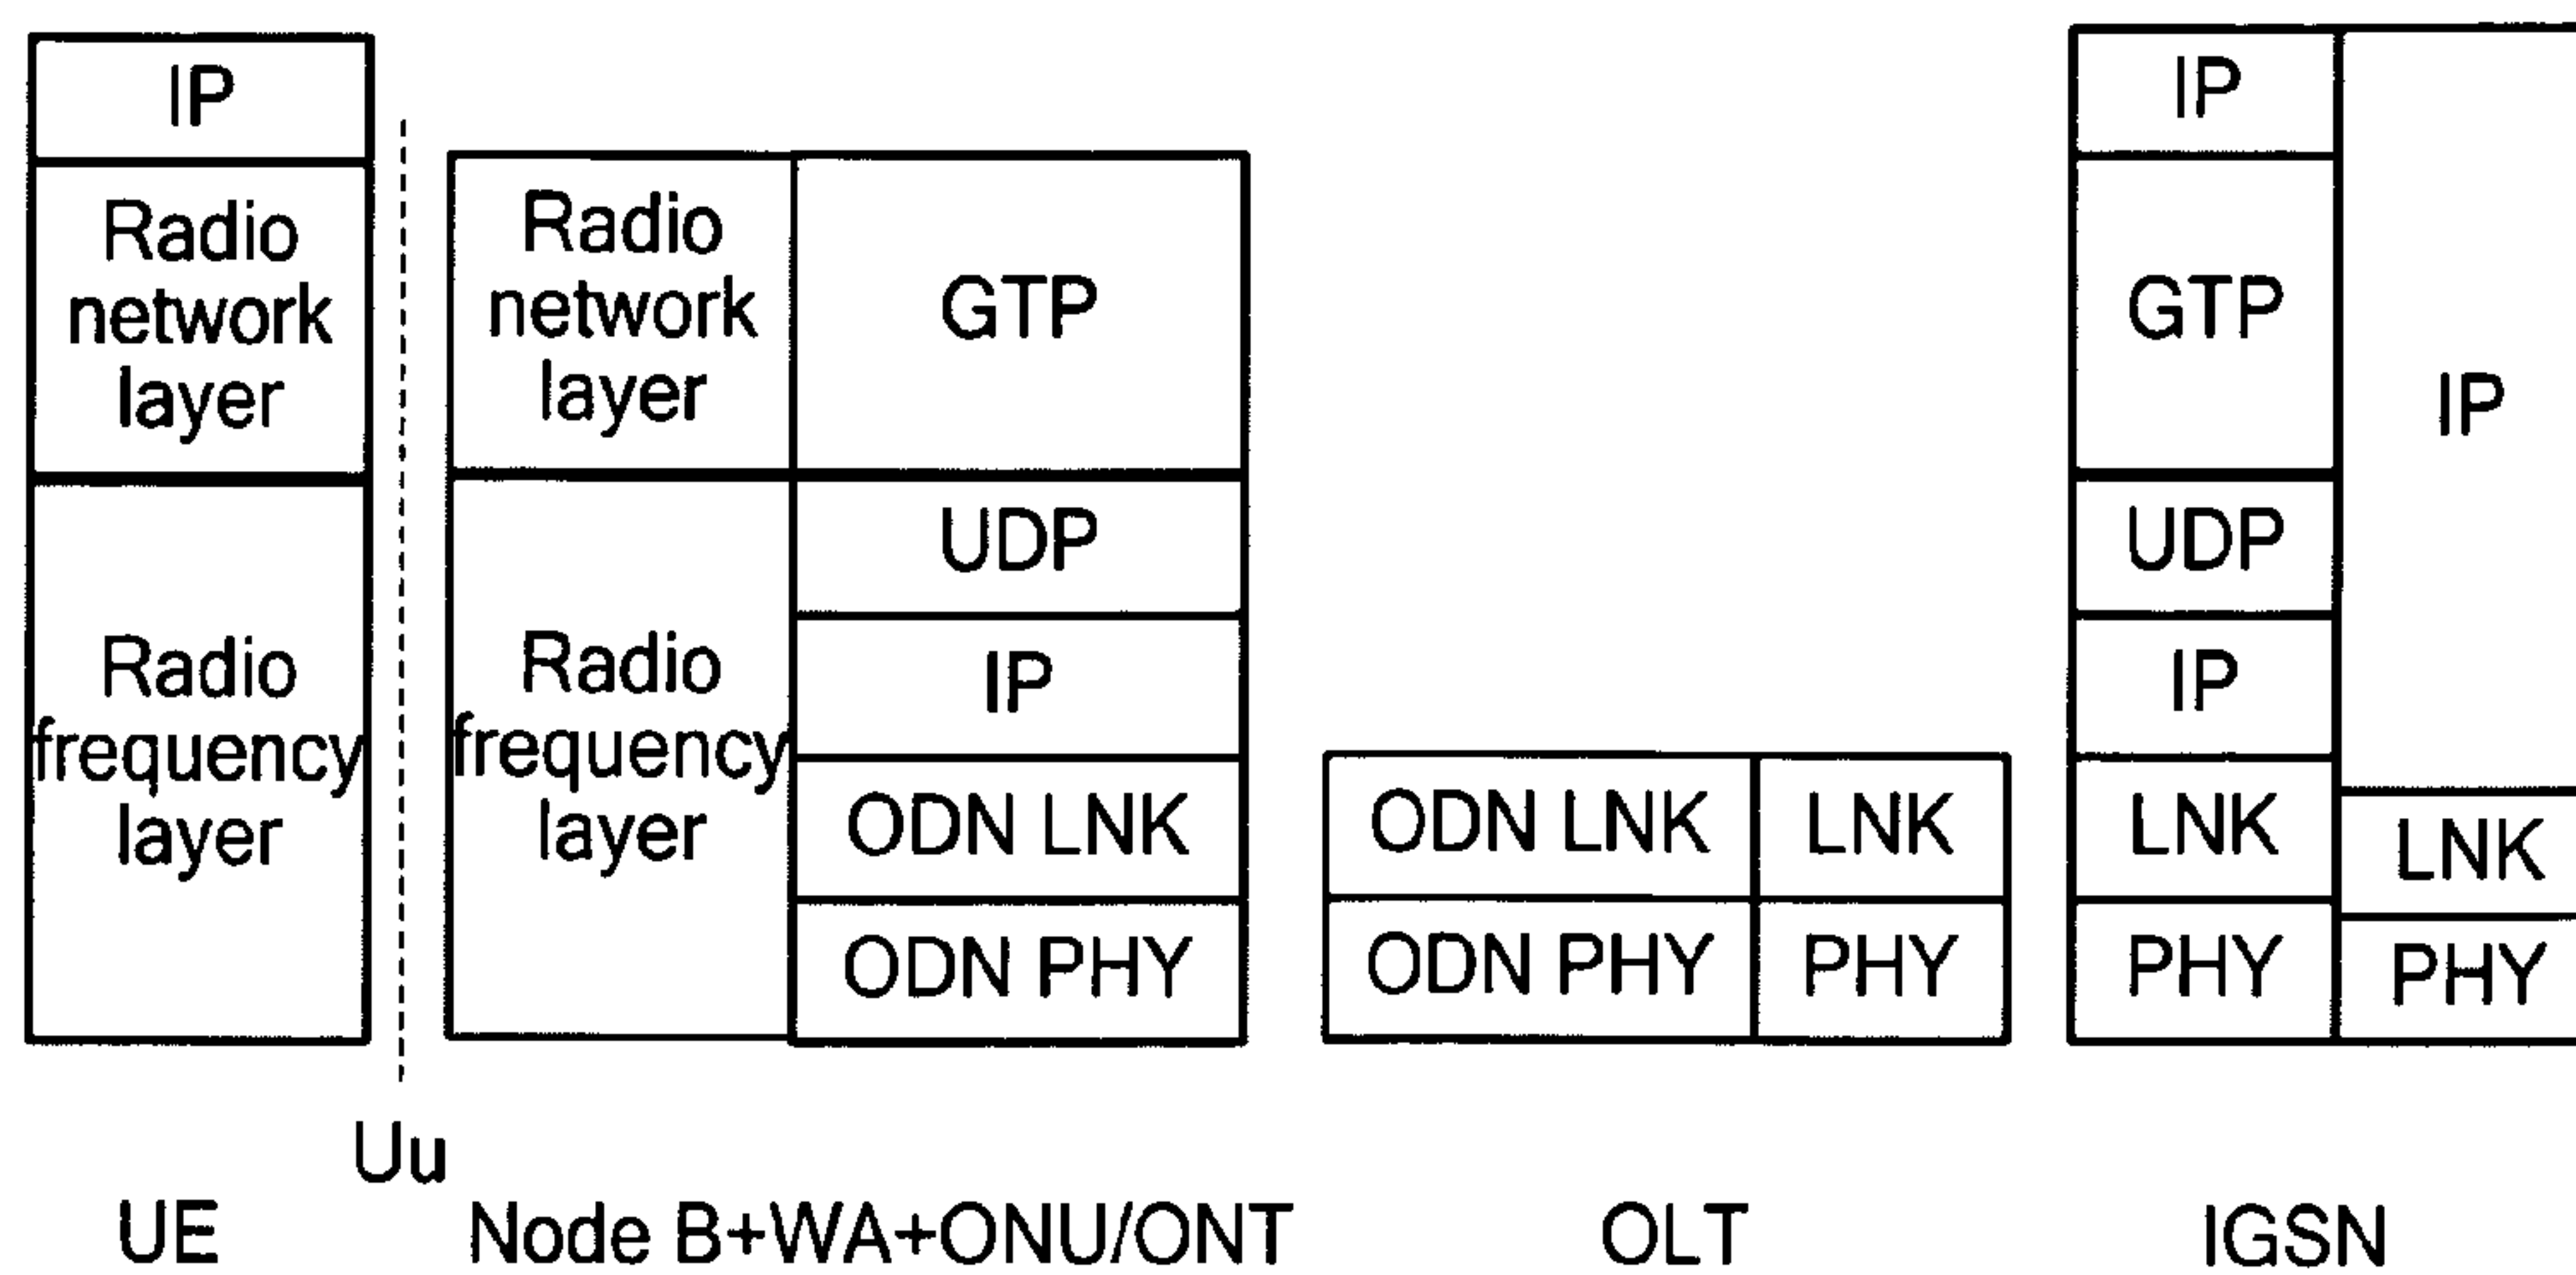 IP
Radio
network
layer
Radio
frequency
layer
Uu
UE
Radio
network
layer
Radio
frequency
layer
GTP
UDP
IP
ODN LNK
ODN PHY
Node B+WA+ONU/ONT
ODN LNK
LNK
ODN PHY
PHY
OLT
IP
GTP
UDP
IP
LNK
PHY
IP
LNK
PHY
IGSN